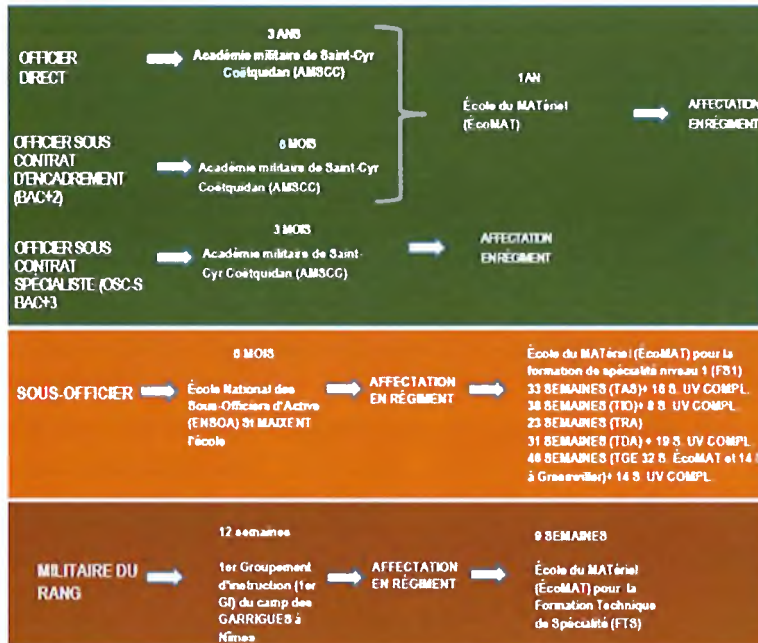 3 ANS
OFFICIER
DIRECT
Académie militaire de Saint-Cyr
Coëtquidan (AMSCC)
1 AN
École du MATériel
(ÉcoMAT)
AFFECTATION
EN RÉGIMENT
OFFICIER SOUS
CONTRAT
D'ENCADREMENT
(BAC+2)
6 MOIS
Académie militaire de Saint-Cyr
Coëtquidan (AMSCC)
OFFICIER SOUS
CONTRAT
SPÉCIALISTE (OSC-S
BAC+3
3 MOIS
Académie militaire de Saint-
Cyr Coëtquidan (AMSCC)
AFFECTATION
EN RÉGIMENT
SOUS-OFFICIER
6 MOIS
École National des
Sous-Officiers d'Active
(ENSOA) St MAIXENT
l'école
AFFECTATION
EN RÉGIMENT
École du MATériel (ÉcoMAT) pour la
formation de spécialité niveau 1 (FS1)
33 SEMAINES (TAS)+ 18 S. UV COMPL.
38 SEMAINES (TIO)+ 8 S. UV COMPL.
23 SEMAINES (TRA)
31 SEMAINES (TDA) + 19 S. UV COMPL.
46 SEMAINES (TGE 32 S. ÉcoMAT et 14
à)+ 14 S. UV COMPL.
MILITAIRE DU
RANG
12 semaines
1er Groupement
d'instruction (1er
GI) du camp des
GARRIGUES à
Nîmes
AFFECTATION
EN RÉGIMENT
9 SEMAINES
École du MATériel
(ÉcoMAT) pour la
Formation Technique
de Spécialité (FTS)